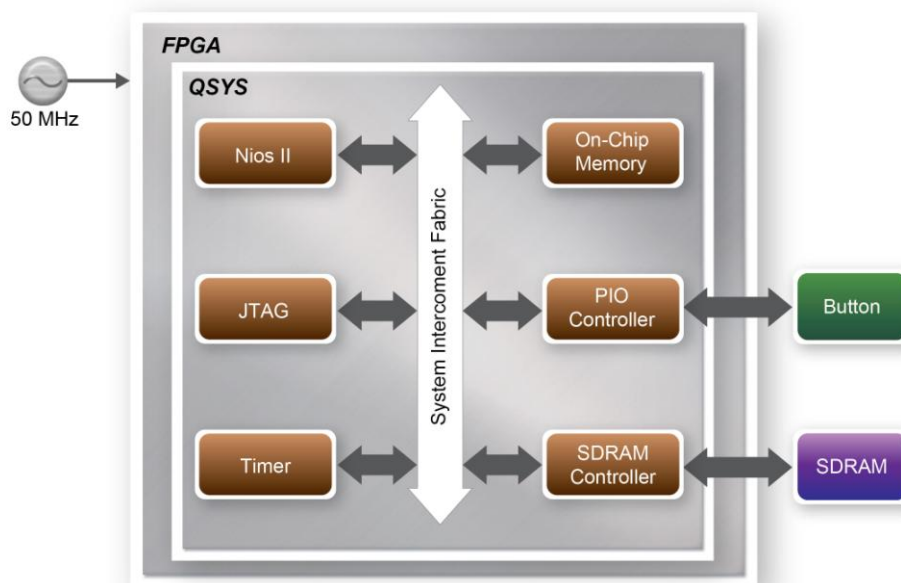 FPGA
QSYS
50 MHz
Nios II
On-Chip
Memory
System Intercoment Fabric
JTAG
PIO
Controller
Button
Timer
SDRAM
Controller
SDRAM